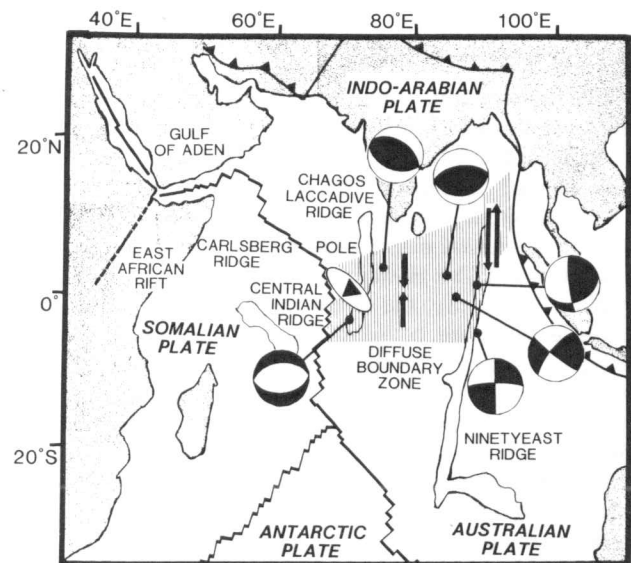 40˚E
60˚E
80˚E
100˚E
INDO-ARABIAN
PLATE
20˚N
GULF
OF ADEN
CHAGOS
LACCADIVE
RIDGE
CARLSBERG
RIDGE
POLE
EAST
AFRICAN
RIFT
CENTRAL
INDIAN
RIDGE
0˚
SOMALIAN
PLATE
DIFFUSE
BOUNDARY
ZONE
NINETYEAST
RIDGE
20˚S
ANTARCTIC
PLATE
AUSTRALIAN
PLATE